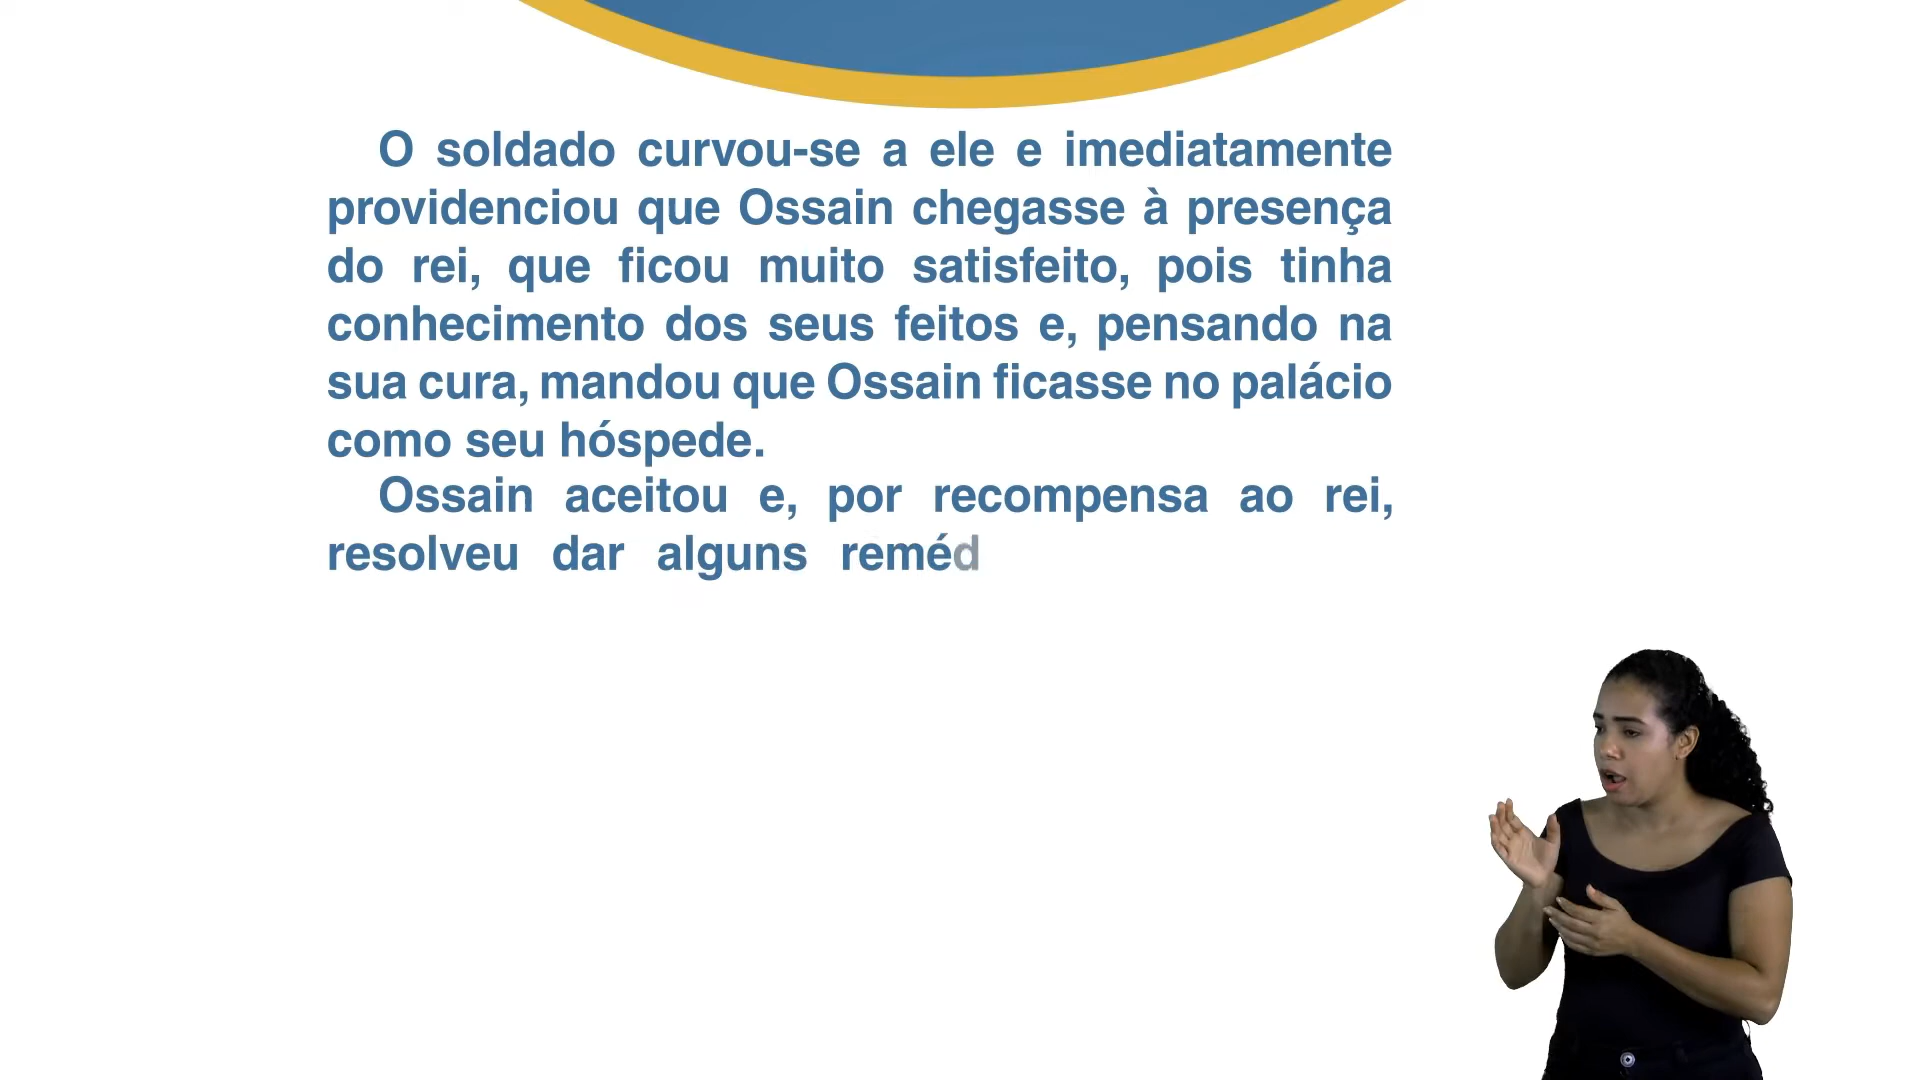 O soldado curvou-se a ele e imediatamente
providenciou que Ossain chegasse à presença
do rei, que ficou muito satisfeito, pois tinha
conhecimento dos seus feitos e, pensando na
sua cura, mandou que Ossain ficasse no palácio
como seu hóspede.
Ossain aceitou e, por recompensa ao rei,
resolveu dar alguns reméd